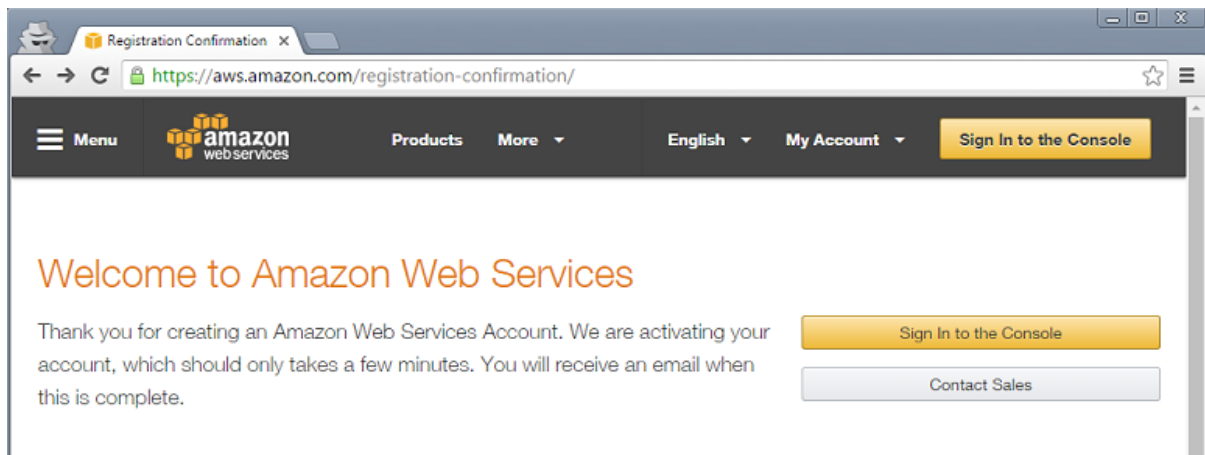 Registration Confirmation
https://aws.amazon.com/registration-confirmation/
Menu
amazon
webservices
Products
More
English
My Account
Sign In to the Console
Welcome to Amazon Web Services
Thank you for creating an Amazon Web Services Account. We are activating your
account, which should only takes a few minutes. You will receive an email when
this is complete.
Sign In to the Console
Contact Sales